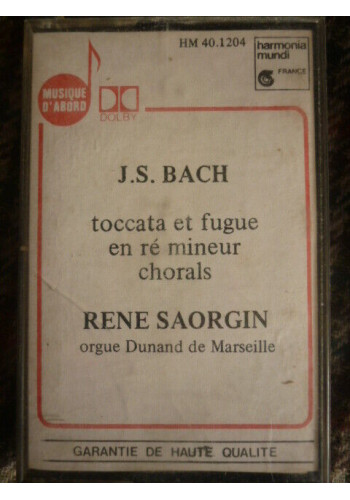 HM 40.1204
harmonia
mundi
FRANCE
MUSIQUE
D'ABORD
DOLBY
J.S. BACH
toccata et fugue
en ré mineur
chorals
RENE SAORGIN
orgue Dunand de Marseille
GARANTIE DE HAUTE QUALITE